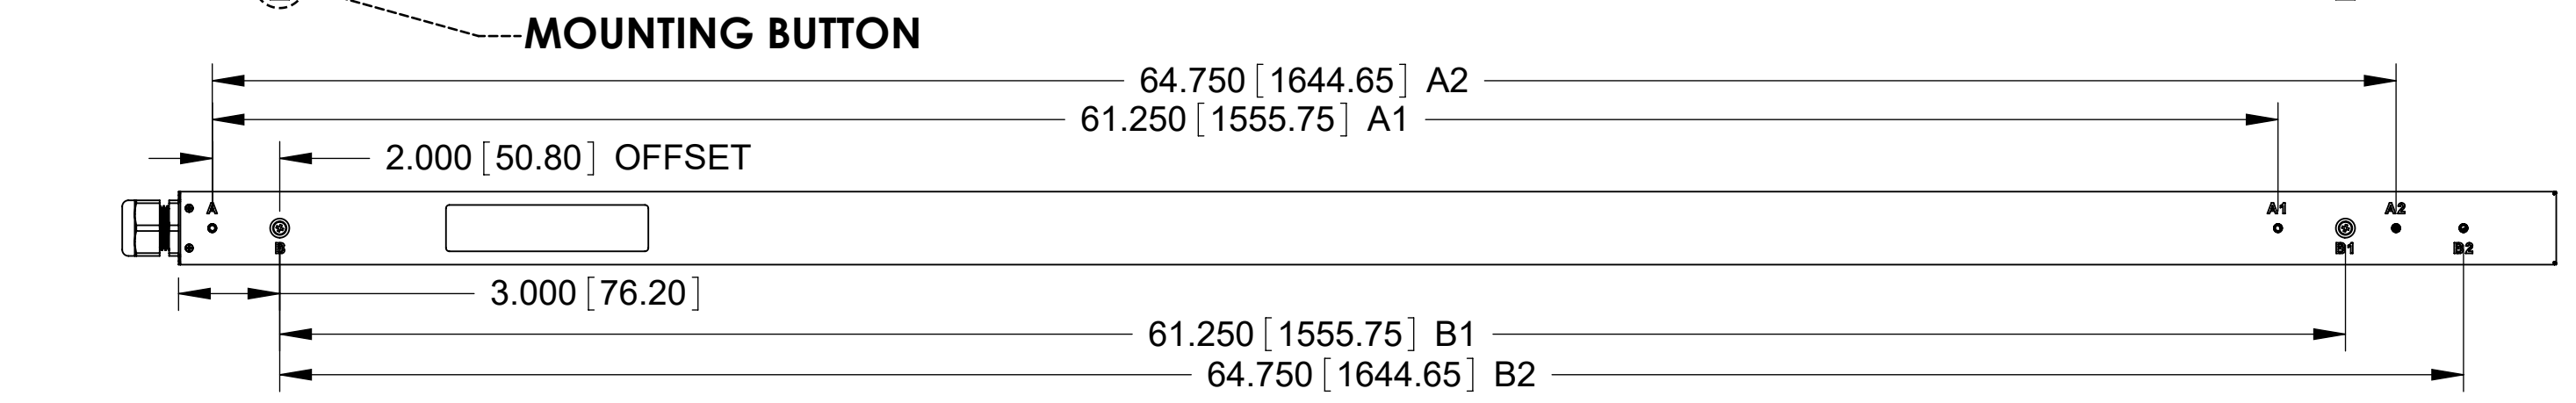 MOUNTING BUTTON
64.750 [1644.65] A2
61.250 [1555.75] A1
2.000 [50.80] OFFSET
A
A1
A2
B
B1
B2
3.000 [76.20]
61.250 [1555.75] B1
64.750 [1644.65] B2